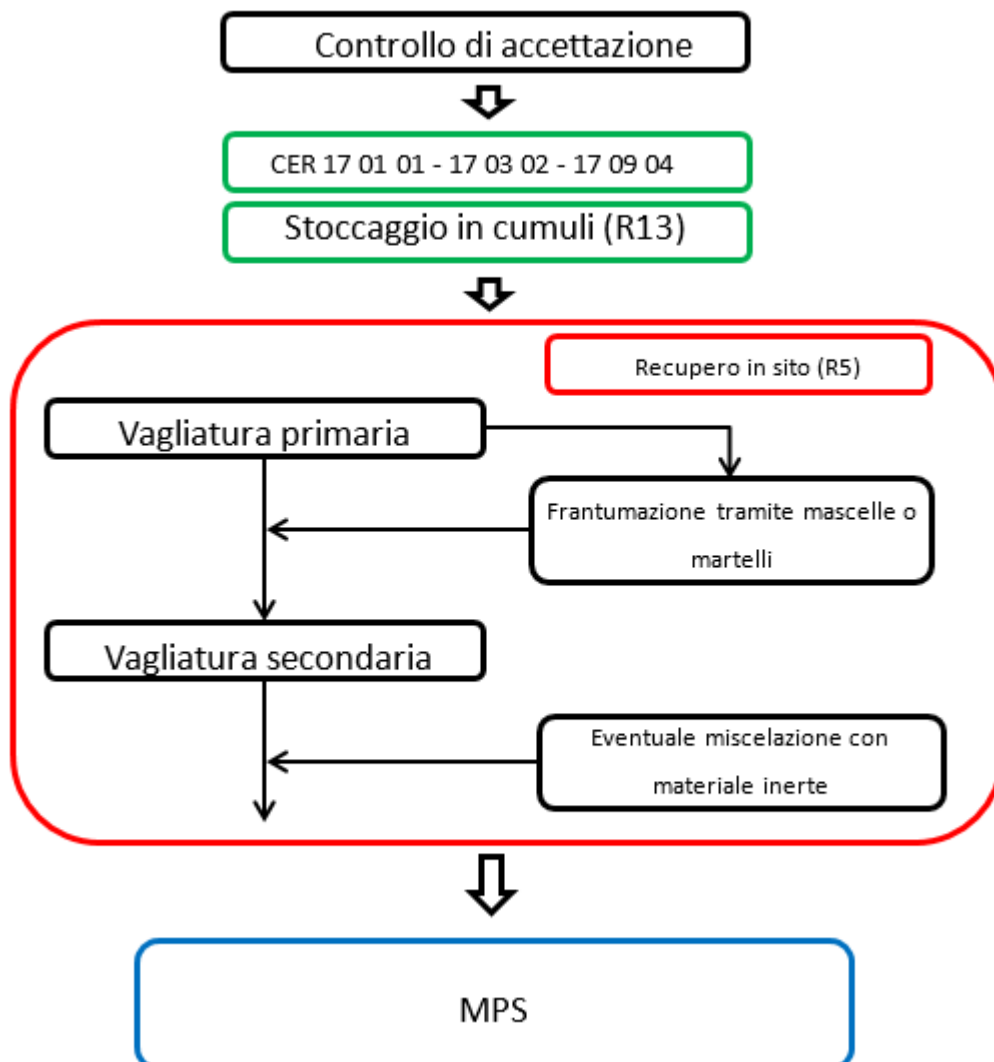 Controllo di accettazione
CER 17 01 01 - 17 03 02 - 17 09 04
Stoccaggio in cumuli (R13)
Recupero in sito (R5)
Vagliatura primaria
Frantumazione tramite mascelle o
martelli
Vagliatura secondaria
Eventuale miscelazione con
materiale inerte
MPS